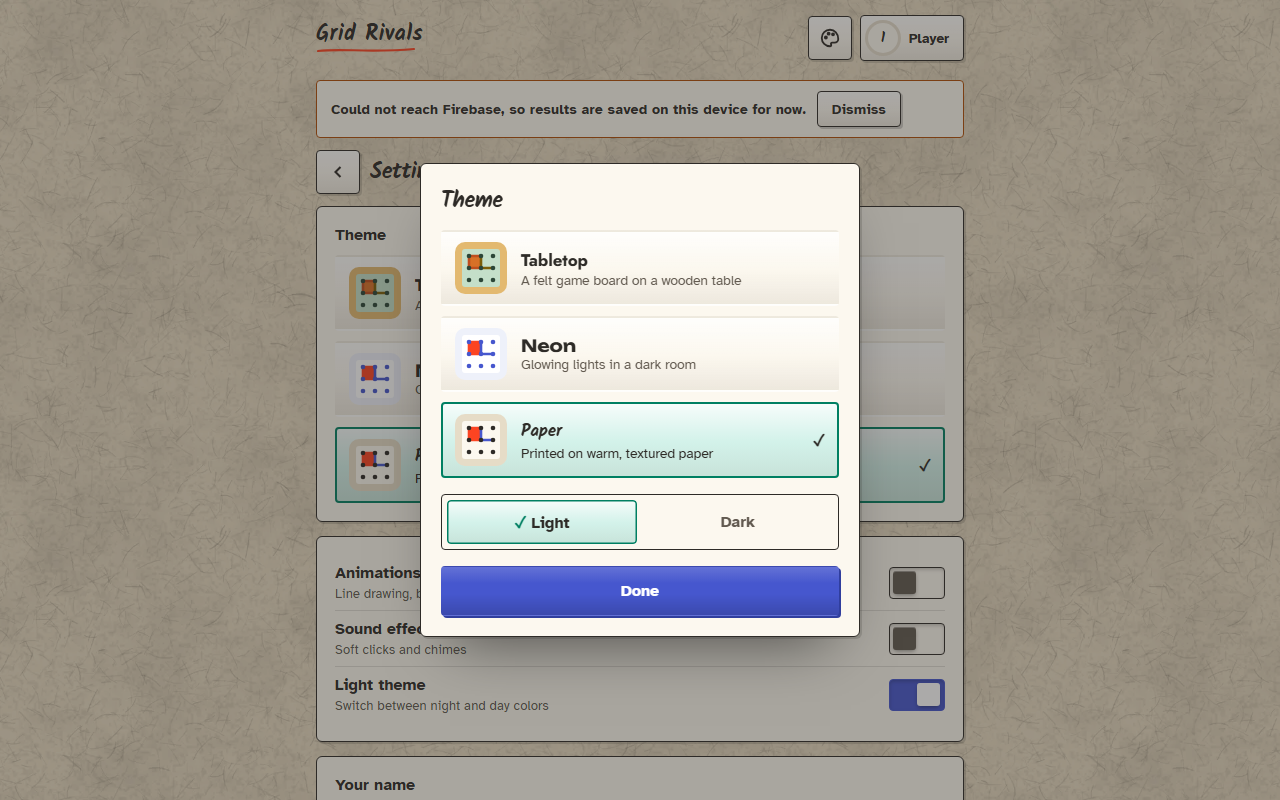 Grid Rivals
Player
Could not reach Firebase, so results are saved on this device for now.
Dismiss
Theme
Theme
Tabletop
A felt game board on a wooden table
Neon
Glowing lights in a dark room
Paper
Printed on warm, textured paper
Light
Dark
Done
Animations
Line drawing,
Soft clicks and chimes
Light theme
Switch between night and day colors
Your name